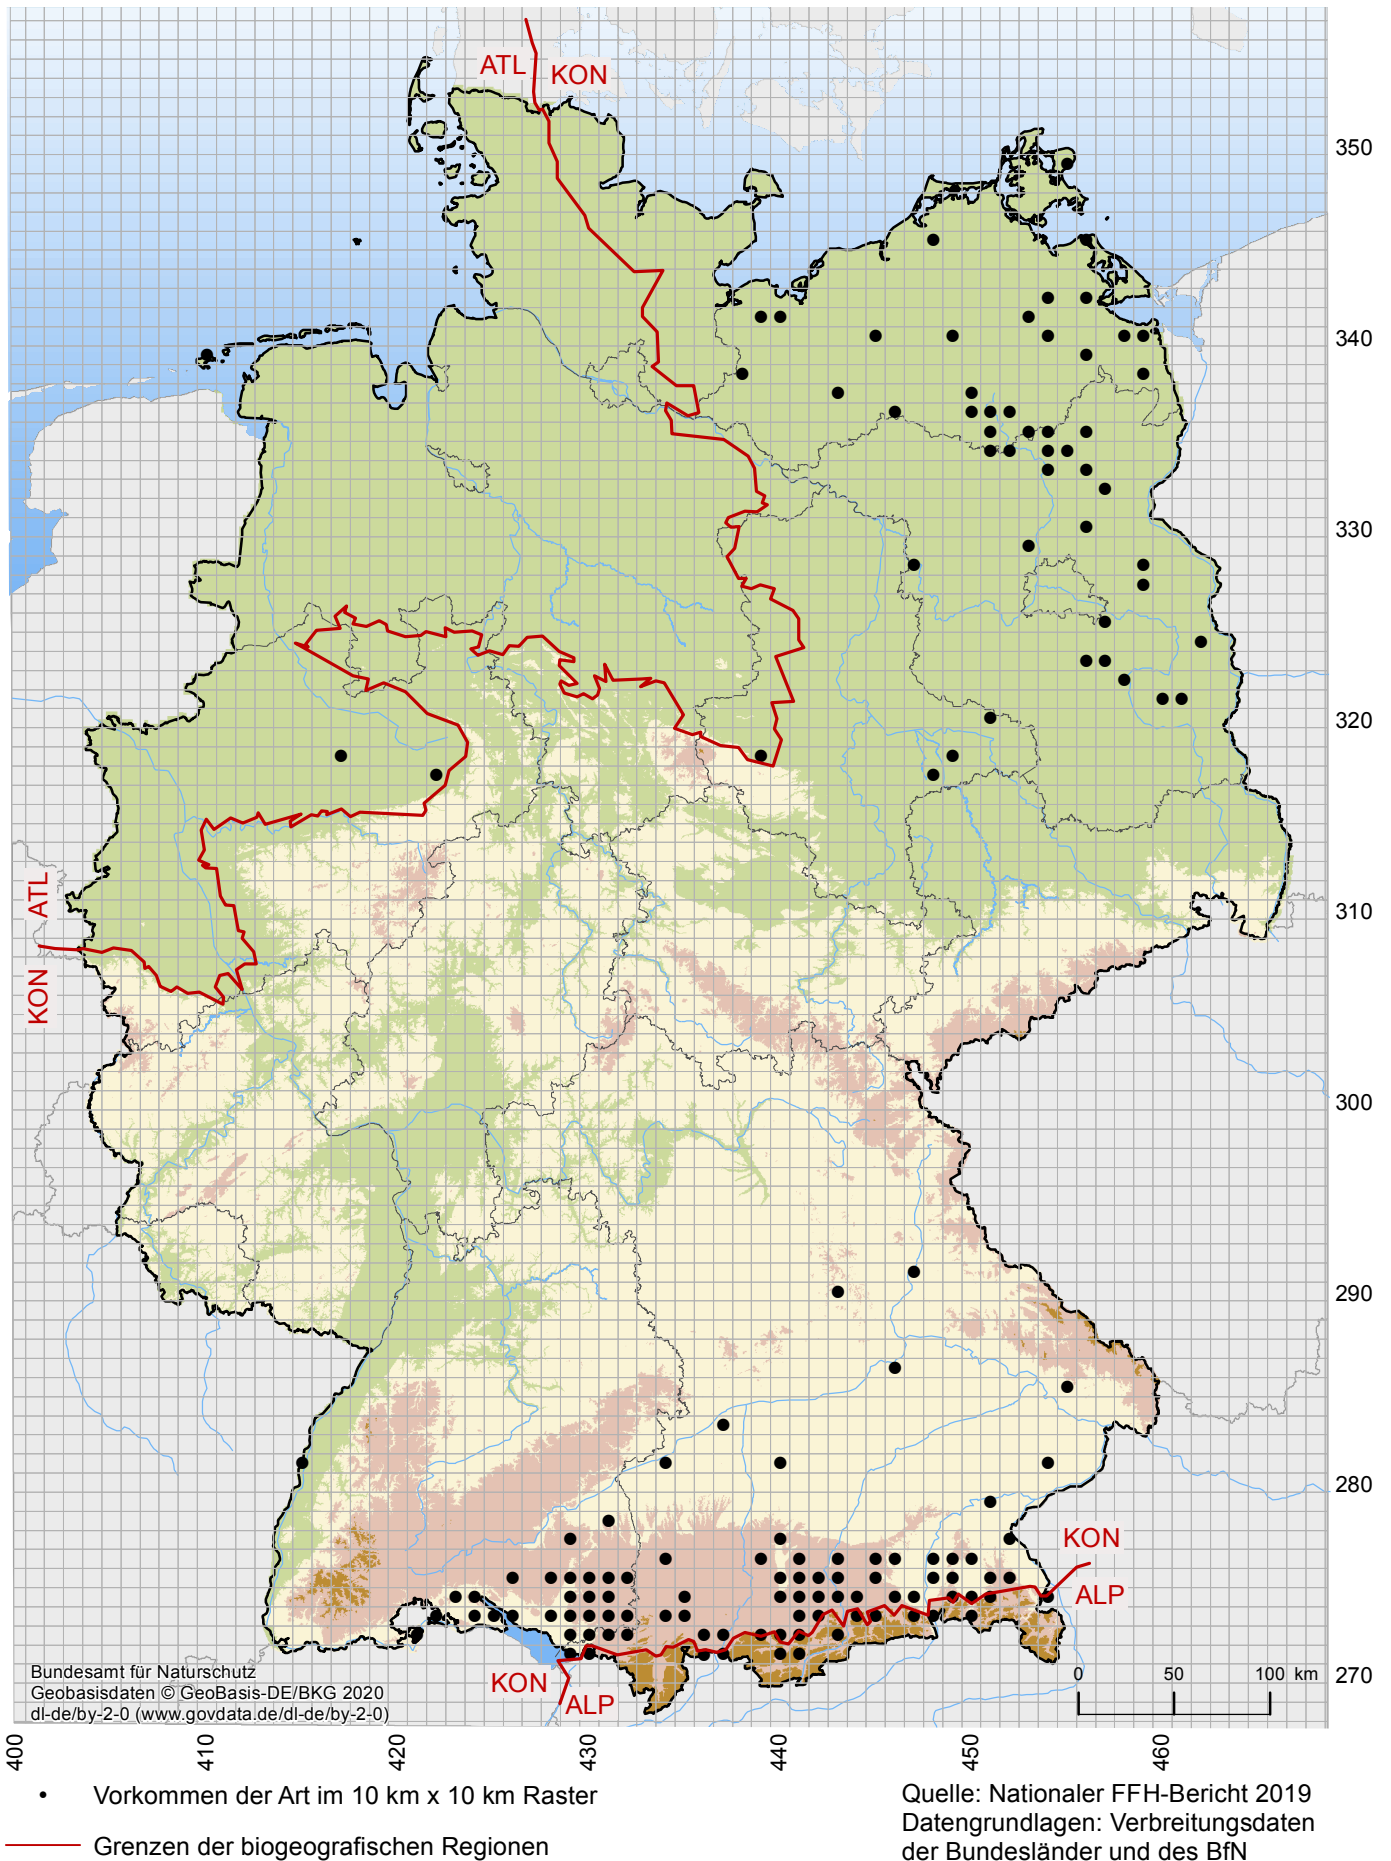 ATL
KON
350
340
330
320
ATL
310
KON
300
290
280
KON
ALP
KON
ALP
270
Bundesamt für Naturschutz
Geobasisdaten © GeoBasis-DE/BKG 2020
dl-de/by-2-0 (www.govdata.de/dl-de/by-2-0)
0 50 100 km
400 410 420 430 440 450 460
• Vorkommen der Art im 10 km x 10 km Raster
Grenzen der biogeografischen Regionen
Quelle: Nationaler FFH-Bericht 2019
Datengrundlagen: Verbreitungsdaten
der Bundesländer und des BfN